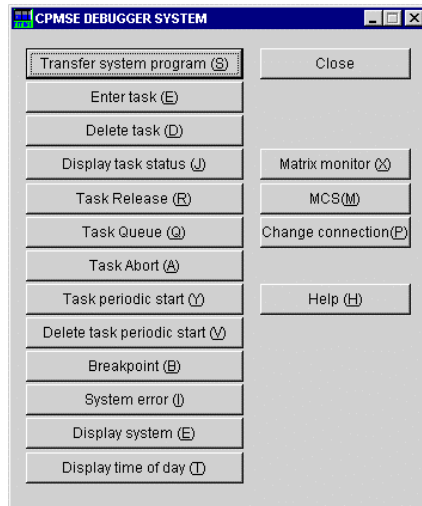 CPMSE DEBUGGER SYSTEM
Transfer system program (S)
Close
Enter task (E)
Delete task (D)
Display task status (J)
Matrix monitor (X)
Task Release (R)
MCS(M)
Task Queue (Q)
Change connection(P)
Task Abort (A)
Task periodic start (Y)
Help (H)
Delete task periodic start (V)
Breakpoint (B)
System error (I)
Display system (E)
Display time of day (T)